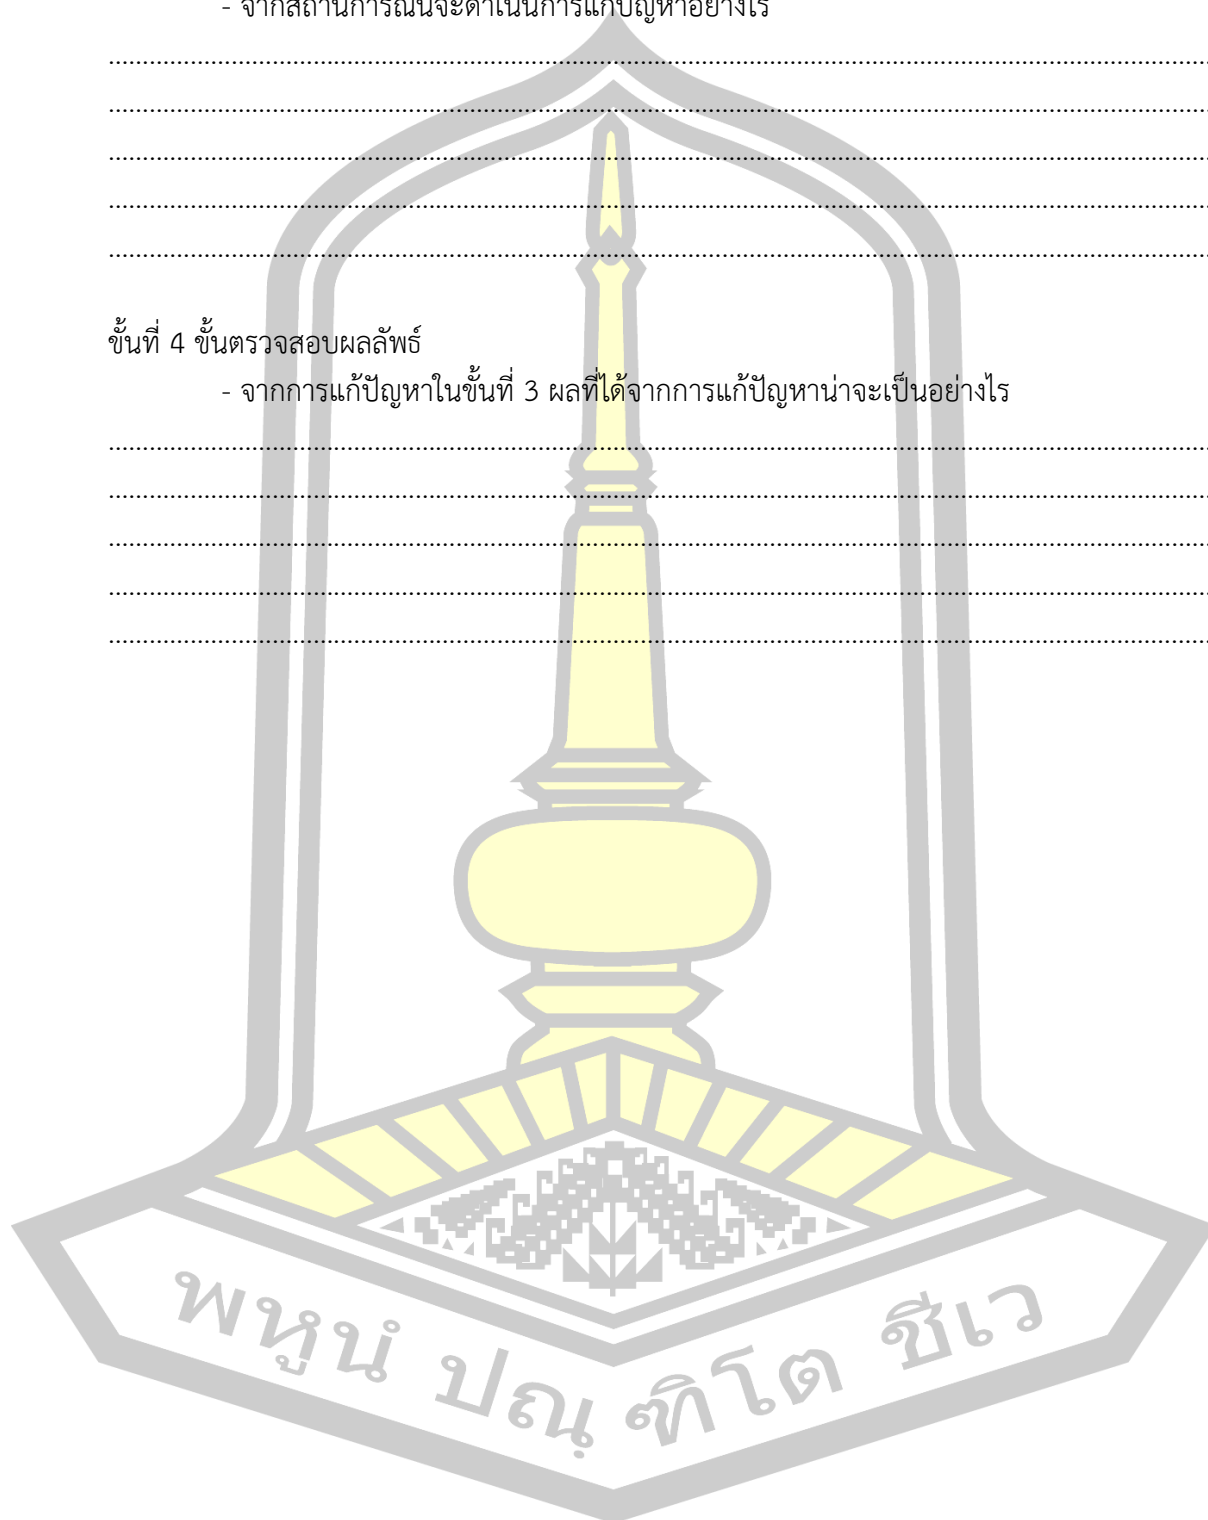 - จากสถานการณ์นี้จะดำเนินการแก้ปัญหาอย่างไร
ขั้นที่ 4 ขั้นตรวจสอบผลลัพธ์
- จากการแก้ปัญหาในขั้นที่ 3 ผลที่ได้จากการแก้ปัญหาน่าจะเป็นอย่างไร
พหูนํ ปณฺ ฑิโต ชีเว